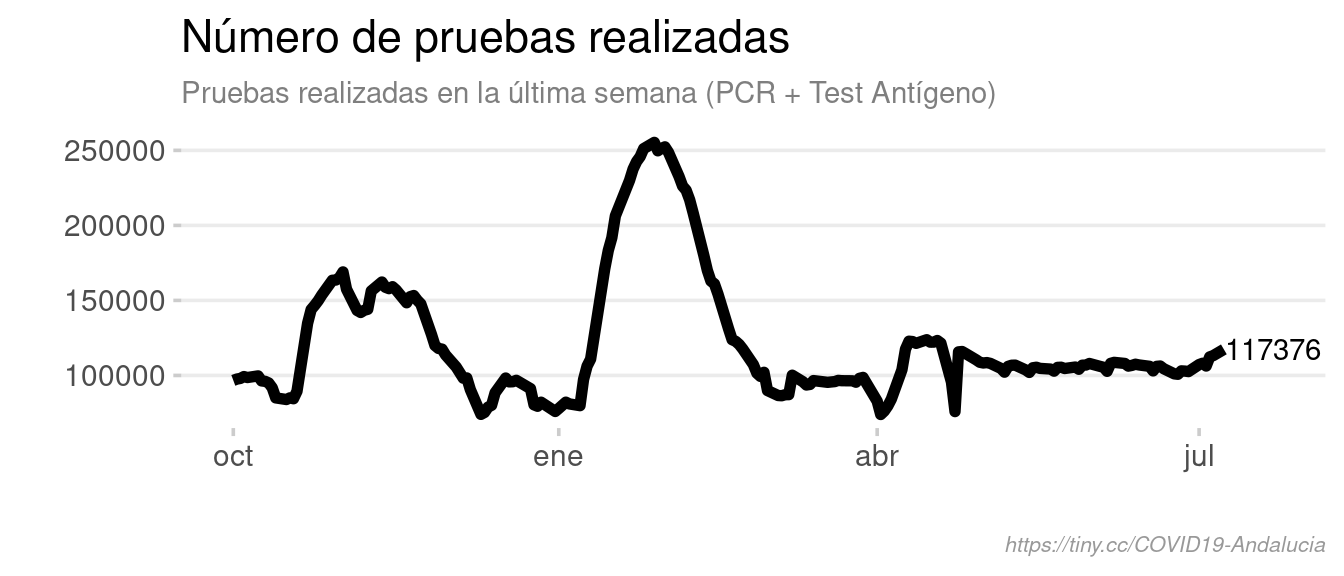 Número de pruebas realizadas
Pruebas realizadas en la última semana (PCR + Test Antígeno)
250000
200000
150000
100000
117376
oct ene abr jul
https://tiny.cc/COVID19-Andalucia